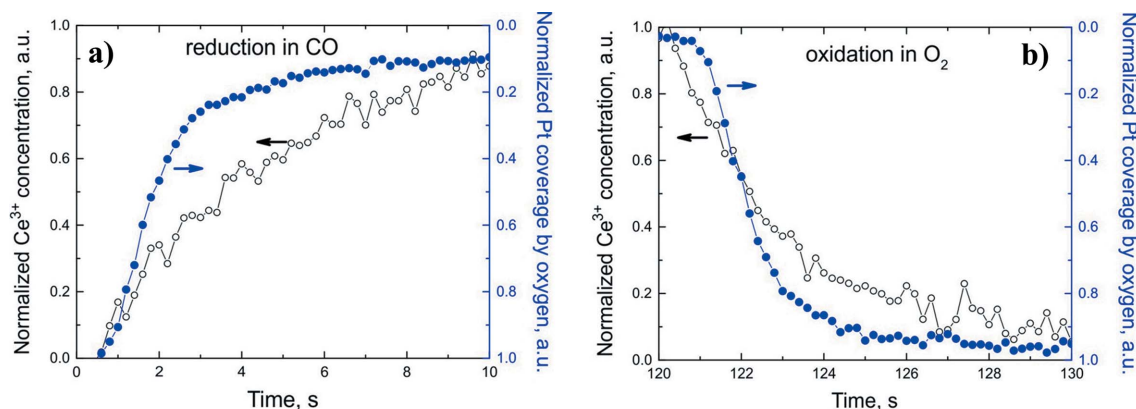 a)
reduction in CO
Normalized Ce³⁺ concentration, a.u.
1.0
0.8
0.6
0.4
0.2
0.0
0 2 4 6 8 10
Time, s
0.0
0.2
0.4
0.6
0.8
1.0
Normalized Pt coverage by oxygen, a.u.
b)
oxidation in O₂
Normalized Ce³⁺ concentration, a.u.
1.0
0.8
0.6
0.4
0.2
0.0
120 122 124 126 128 130
Time, s
0.0
0.2
0.4
0.6
0.8
1.0
Normalized Pt coverage by oxygen, a.u.